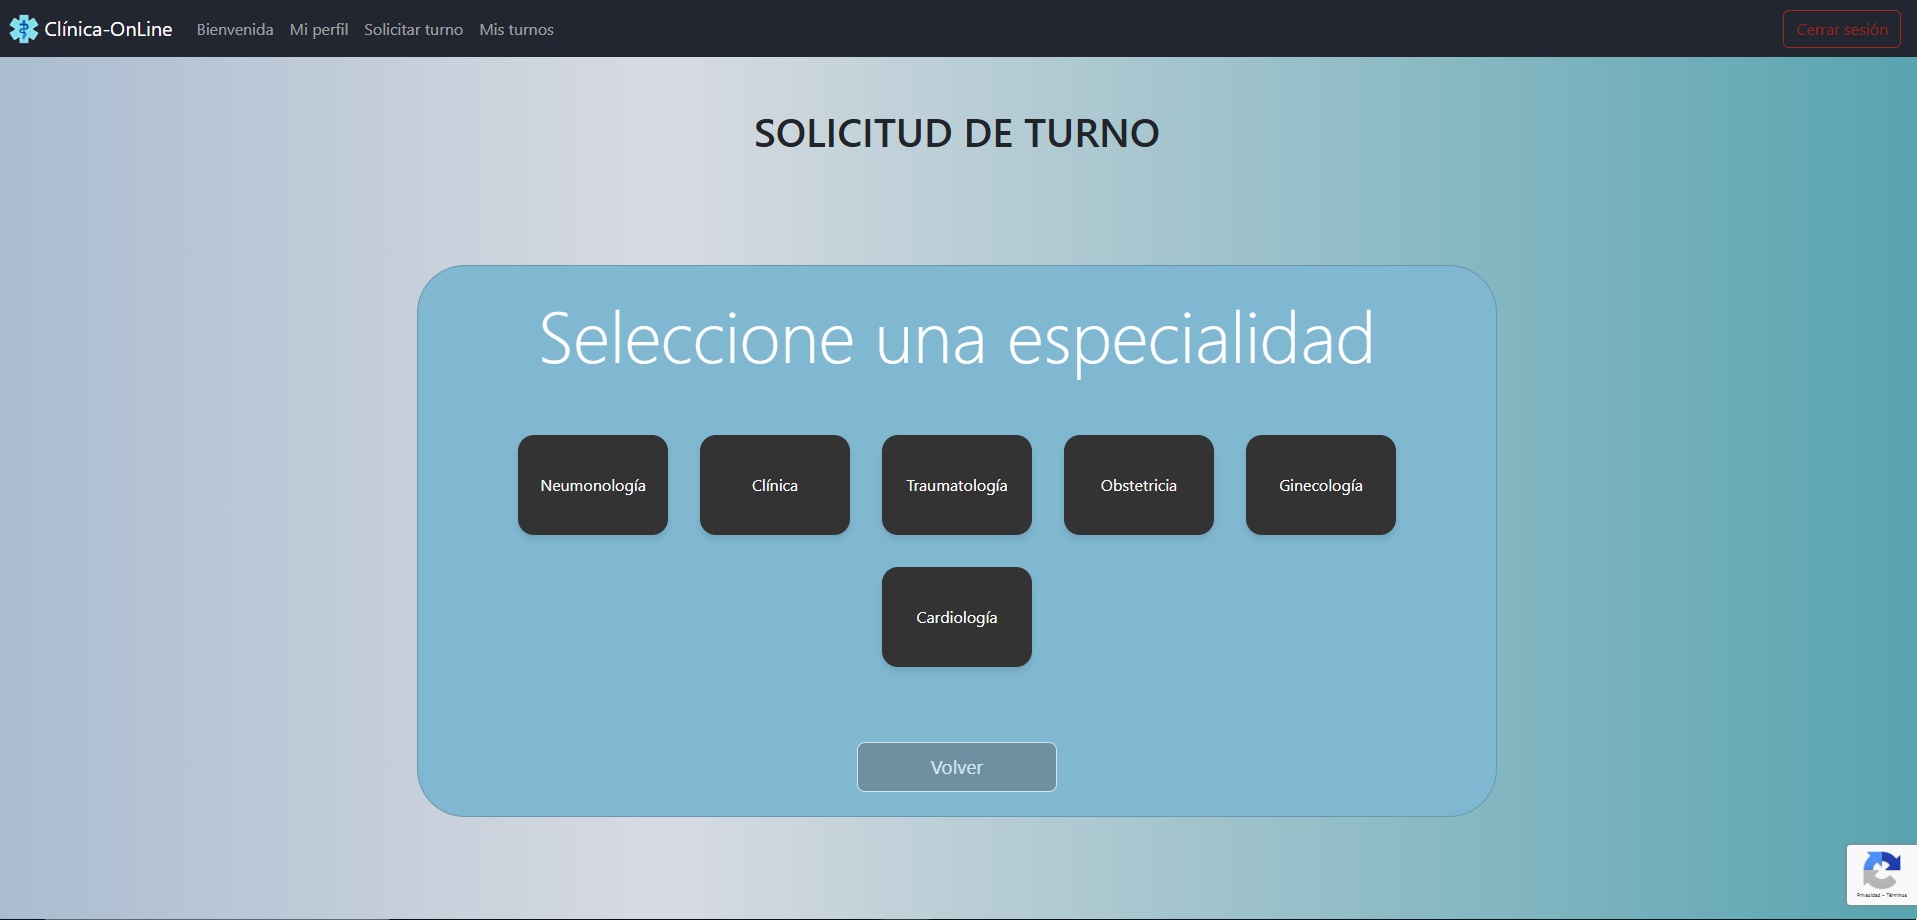 Clínica-OnLine Bienvenida Mi perfil Solicitar turno Mis turnos Cerrar sesión
SOLICITUD DE TURNO
Seleccione una especialidad
Neumonología Clínica Traumatología Obstetricia Ginecología
Cardiología
Volver
Privacidad - Términos